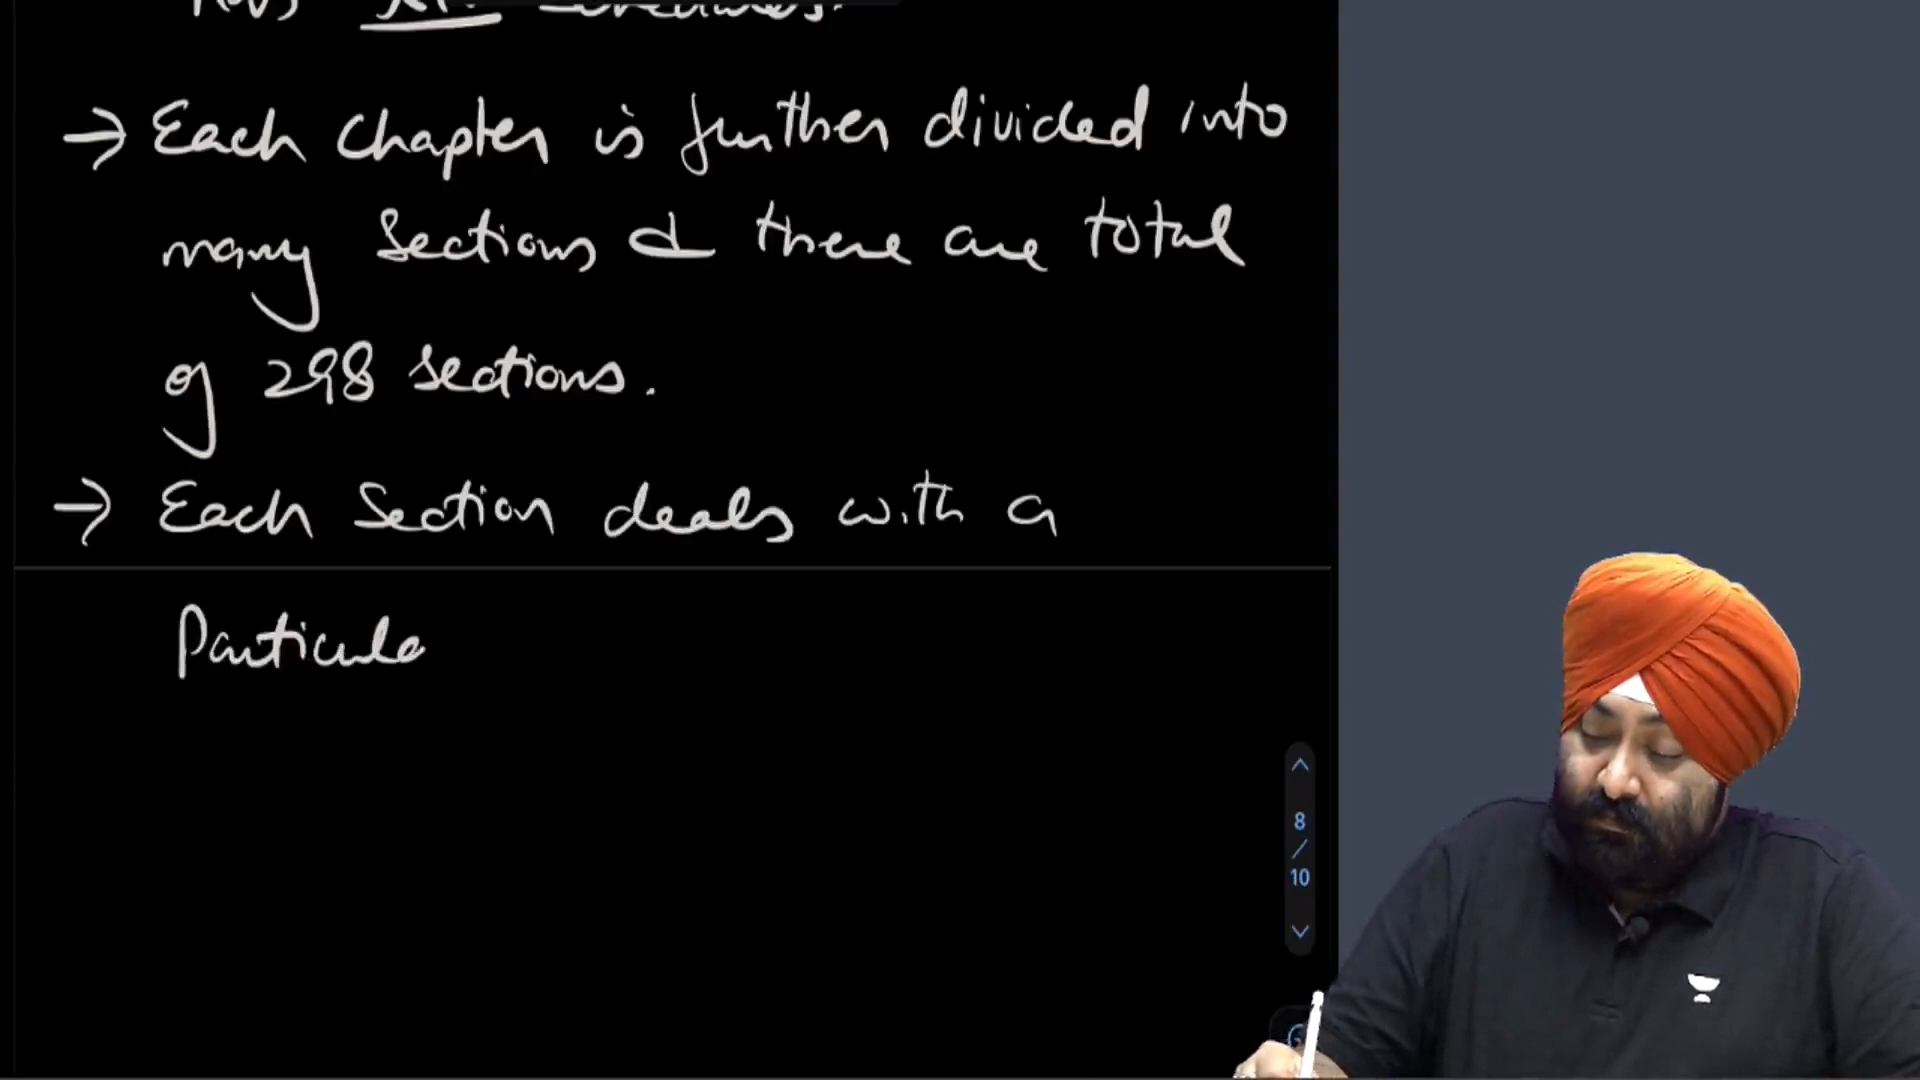 → Each Chapter is further divided into
many Sections & there are total
of 298 sections.
→ Each Section deals with a
Particula
8
/
10